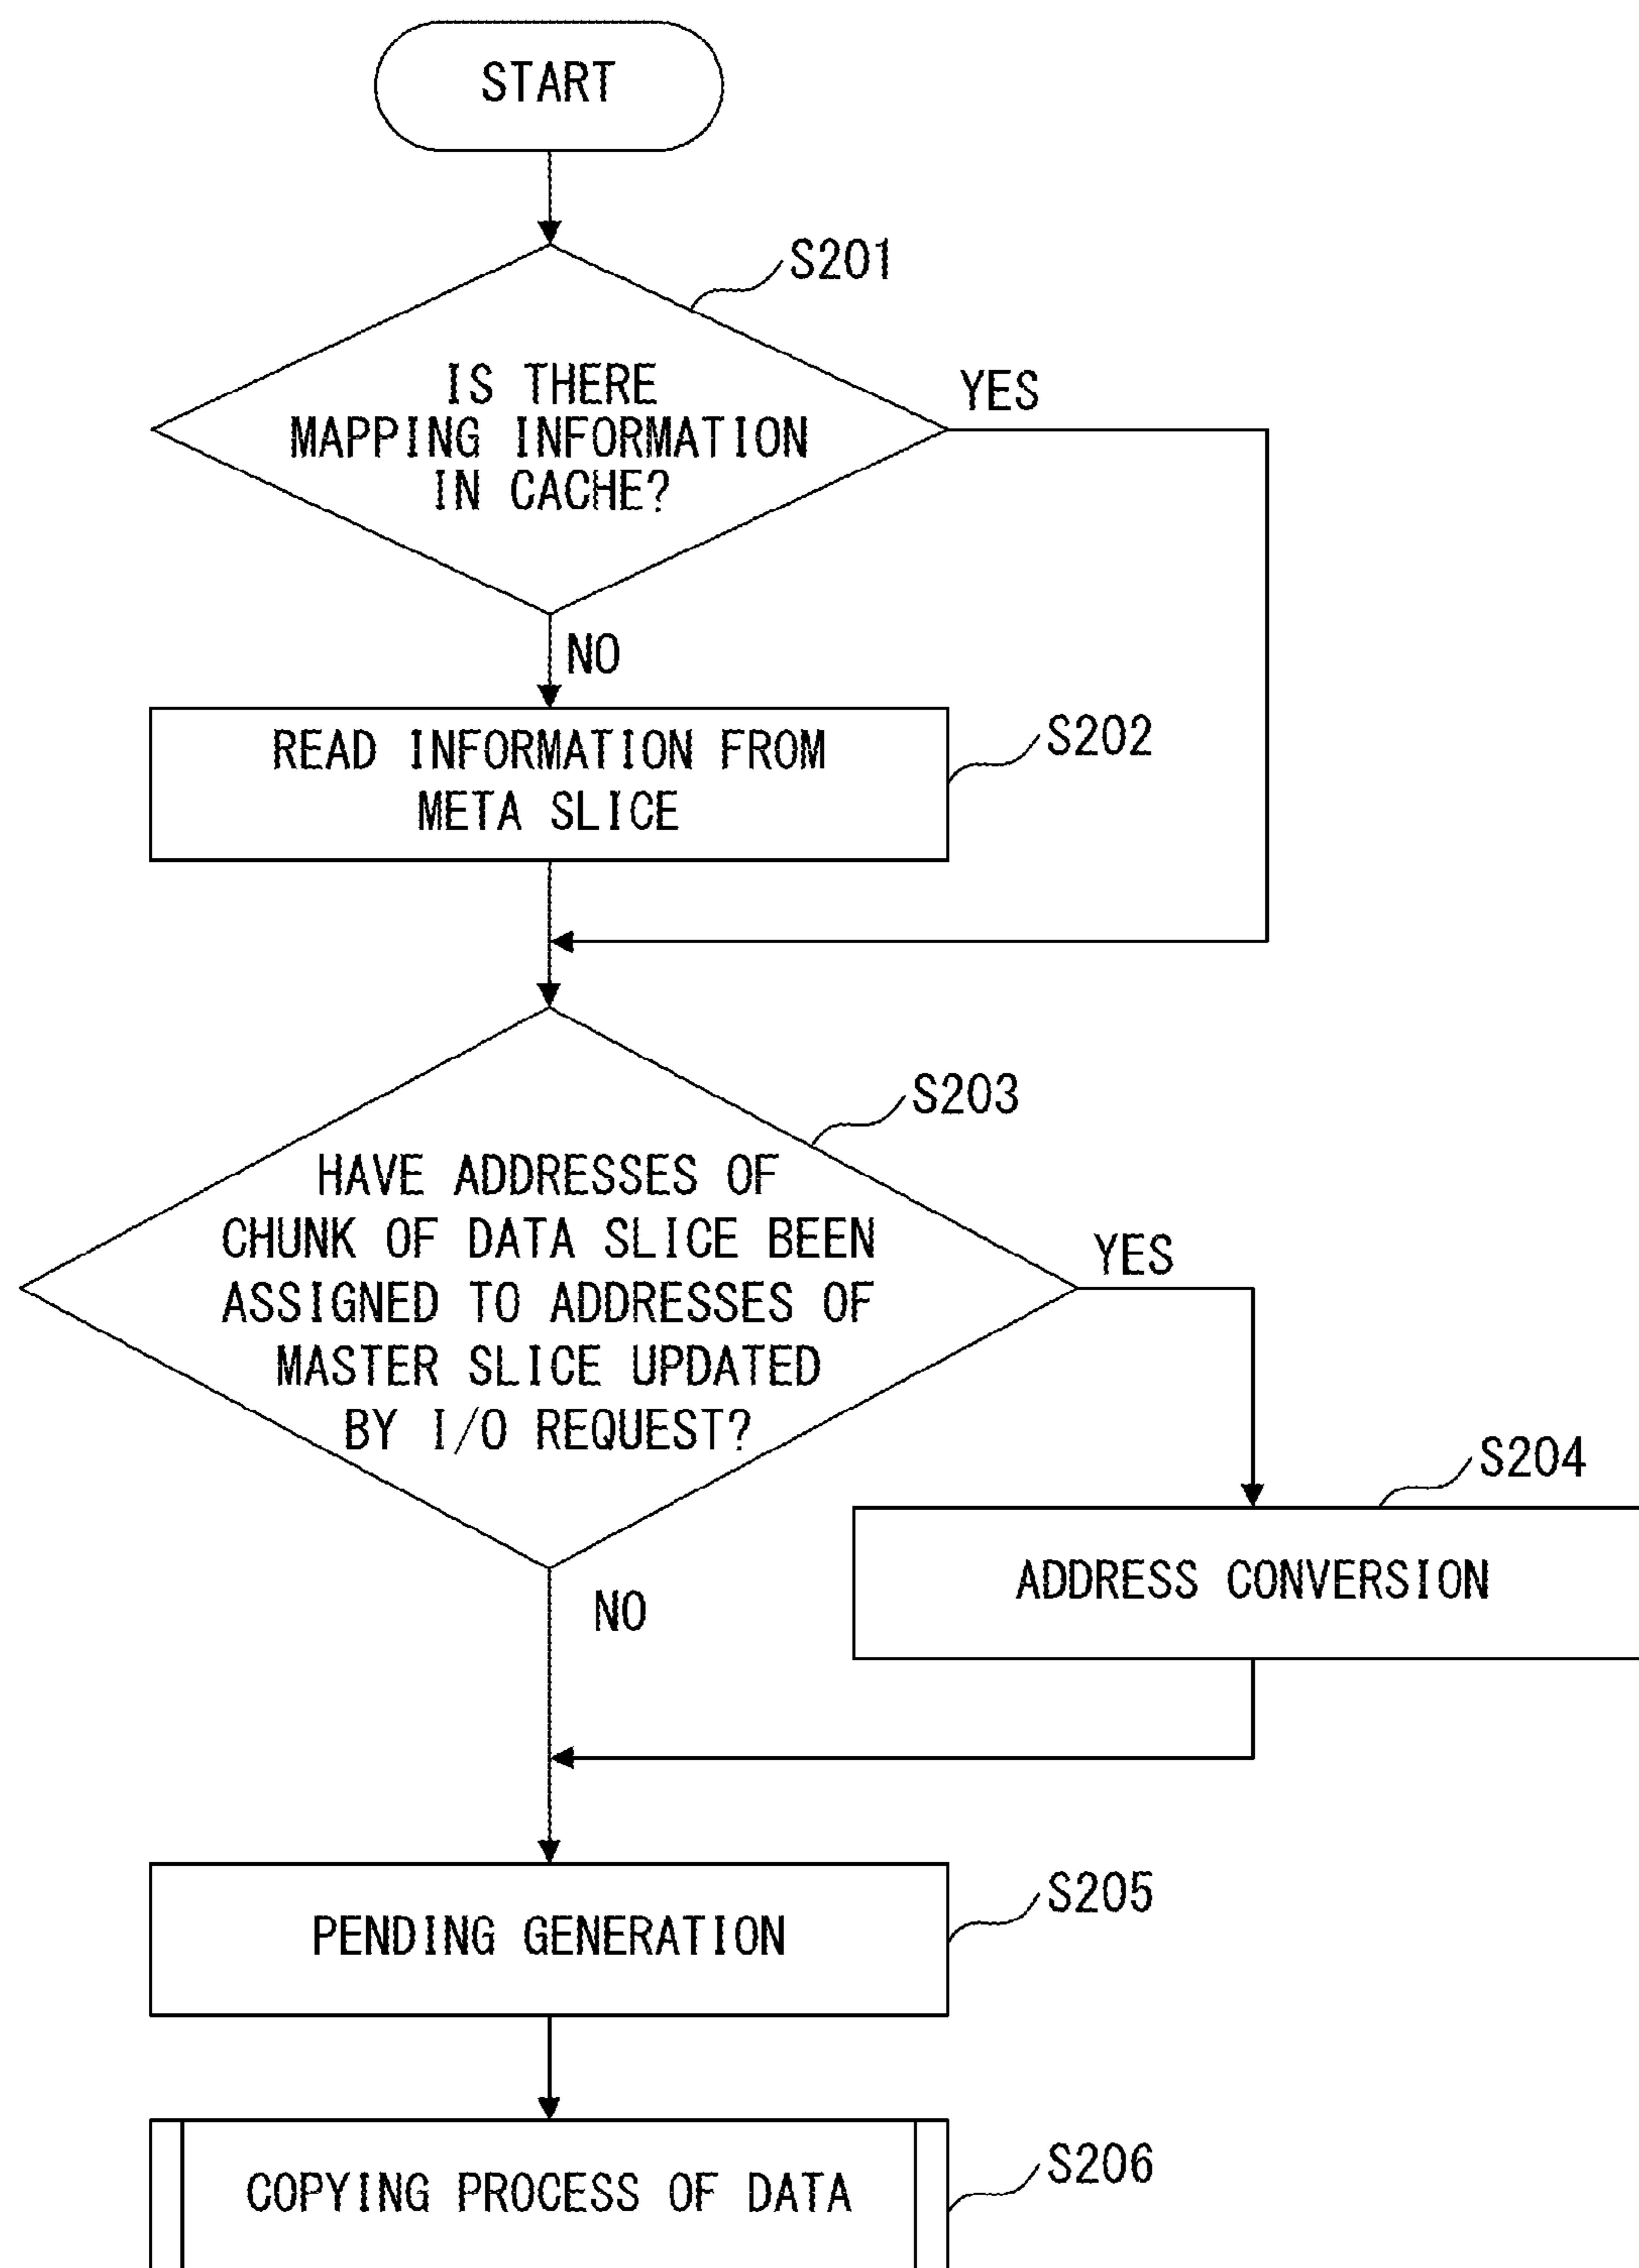 START
S201
IS THERE
MAPPING INFORMATION
IN CACHE?
YES
NO
READ INFORMATION FROM
META SLICE
S202
S203
HAVE ADDRESSES OF
CHUNK OF DATA SLICE BEEN
ASSIGNED TO ADDRESSES OF
MASTER SLICE UPDATED
BY I/O REQUEST?
YES
S204
ADDRESS CONVERSION
NO
PENDING GENERATION
S205
COPYING PROCESS OF DATA
S206